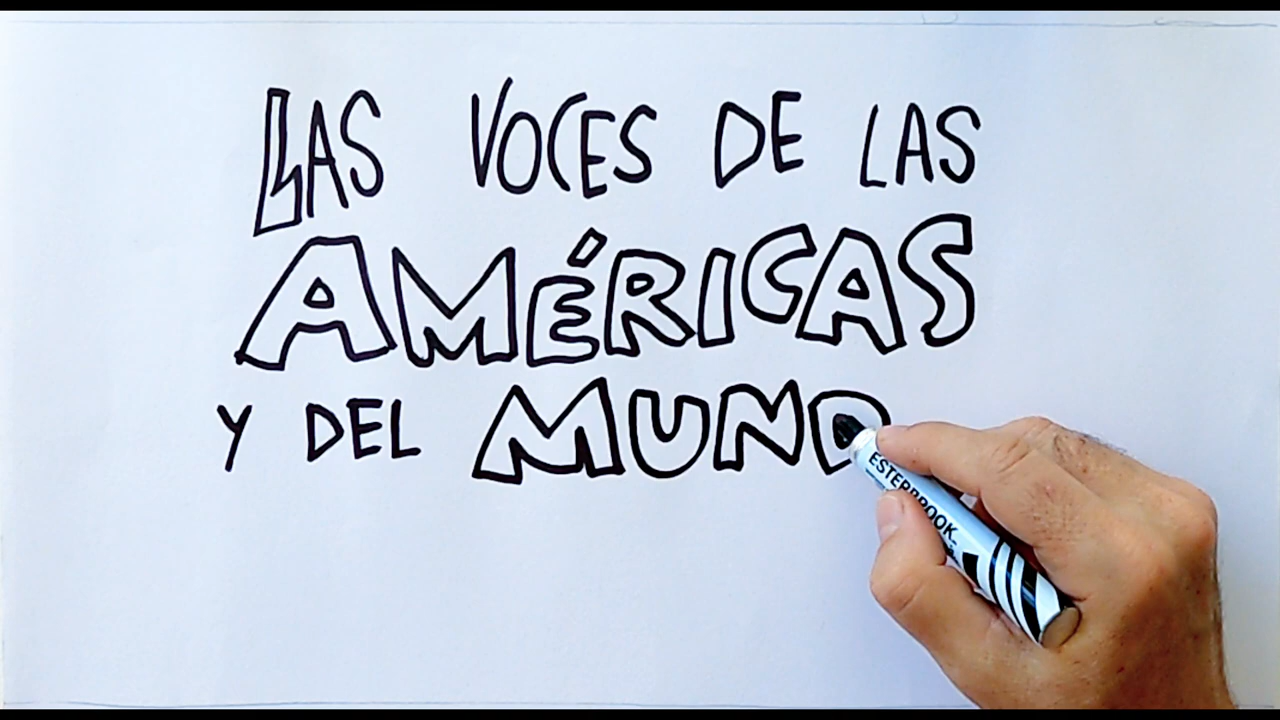 LAS VOCES DE LAS
AMÉRICAS
Y DEL MUND
ESTERBROOK